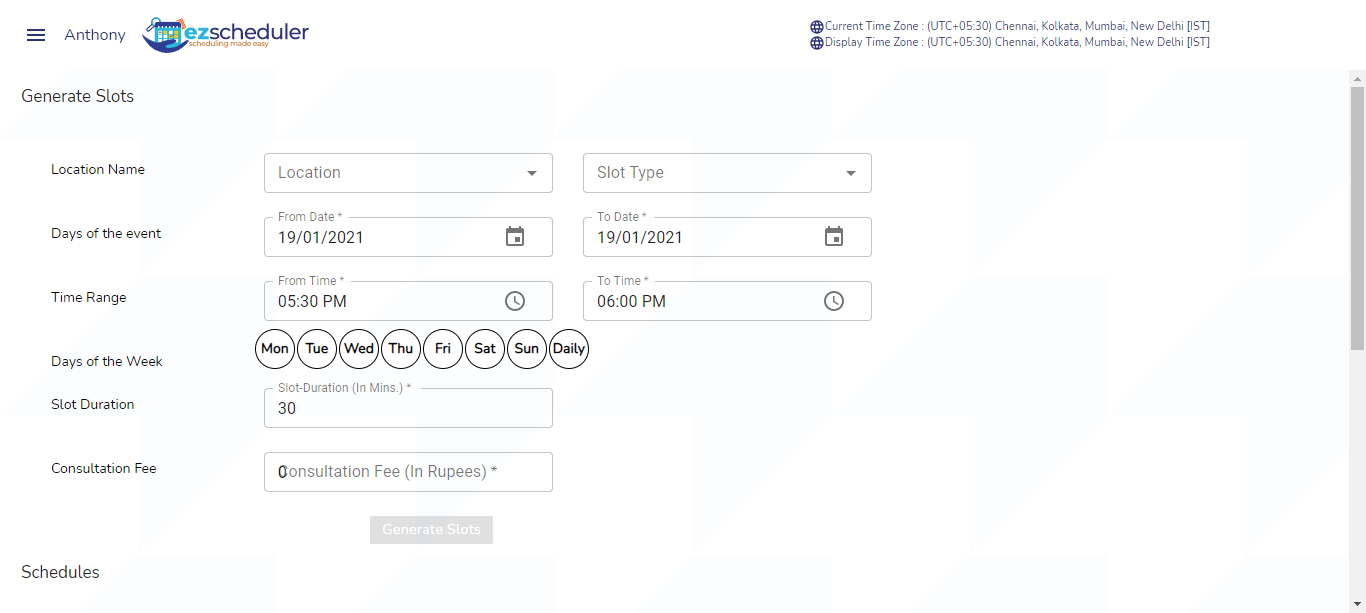 Anthony
ezscheduler
scheduling made easy
Current Time Zone : (UTC+05:30) Chennai, Kolkata, Mumbai, New Delhi [IST]
Display Time Zone : (UTC+05:30) Chennai, Kolkata, Mumbai, New Delhi [IST]
Generate Slots
Location Name
Location
Slot Type
Days of the event
From Date *
19/01/2021
To Date *
19/01/2021
Time Range
From Time *
05:30 PM
To Time *
06:00 PM
Days of the Week
Mon Tue Wed Thu Fri Sat Sun Daily
Slot Duration
Slot-Duration (In Mins.) *
30
Consultation Fee
0
Consultation Fee (In Rupees) *
Generate Slots
Schedules